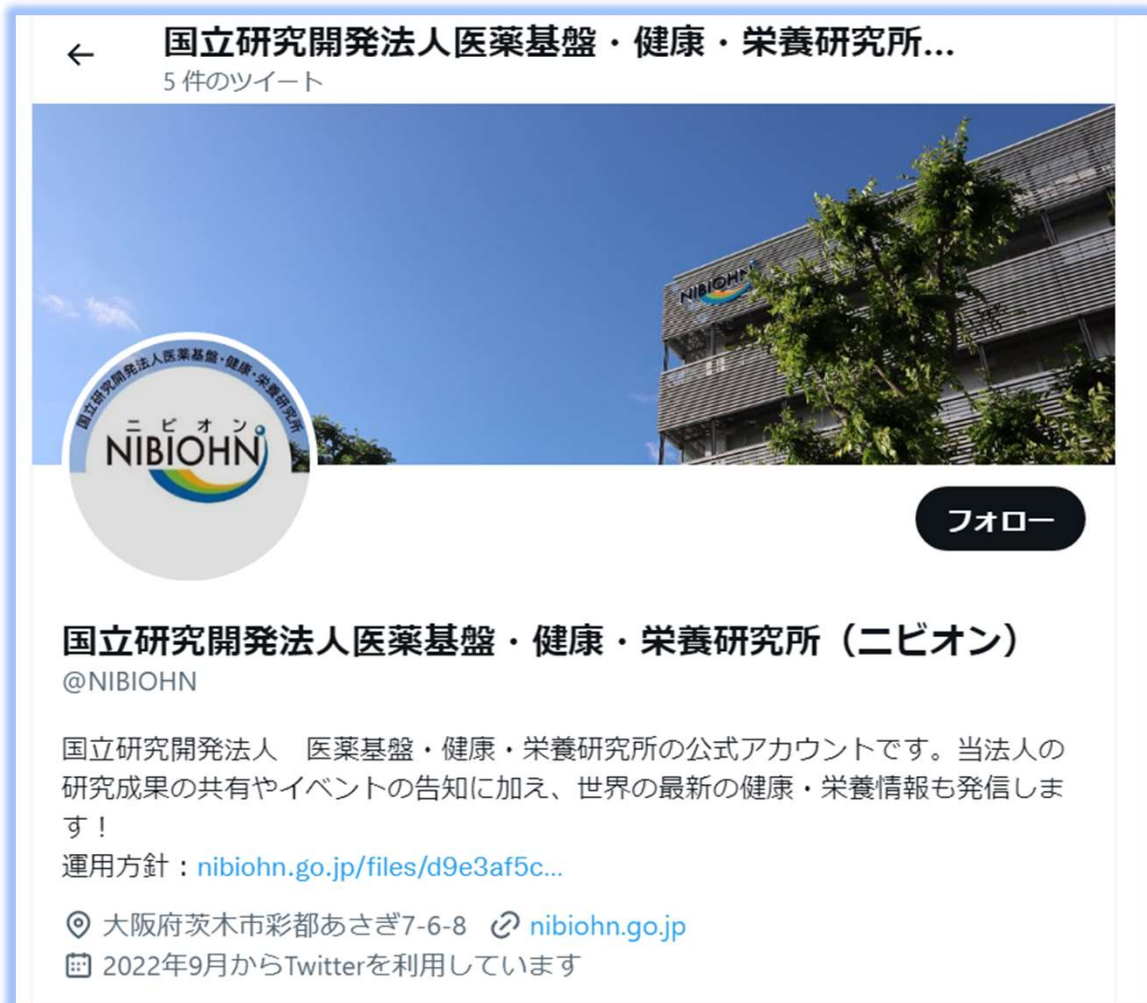 国立研究開発法人医薬基盤・健康・栄養研究所...
5 件のツイート
NIBIOHN
国立研究開発法人医薬基盤・健康・栄養研究所
ニビオン
NIBIOHN
フォロー
国立研究開発法人医薬基盤・健康・栄養研究所（ニビオン）
@NIBIOHN
国立研究開発法人　医薬基盤・健康・栄養研究所の公式アカウントです。当法人の
研究成果の共有やイベントの告知に加え、世界の最新の健康・栄養情報も発信しま
す！
運用方針：nibiohn.go.jp/files/d9e3af5c...
大阪府茨木市彩都あさぎ7-6-8 nibiohn.go.jp
2022年9月からTwitterを利用しています